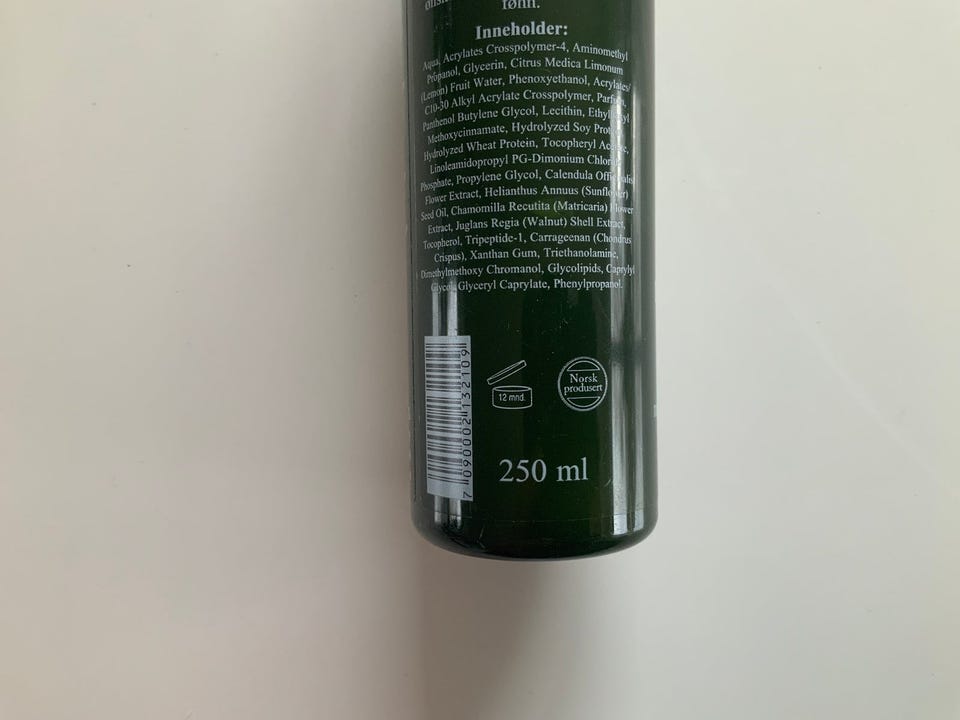 fønn.
Inneholder:
Aqua, Acrylates Crosspolymer-4, Aminomethyl
Propanol, Glycerin, Citrus Medica Limonum
(Lemon) Fruit Water, Phenoxyethanol, Acrylates/
C10-30 Alkyl Acrylate Crosspolymer, Parfum,
Panthenol Butylene Glycol, Lecithin, Ethylhexyl
Methoxycinnamate, Hydrolyzed Soy Protein,
Hydrolyzed Wheat Protein, Tocopheryl Acetate,
Linoleamidopropyl PG-Dimonium Chloride
Phosphate, Propylene Glycol, Calendula Officinalis
Flower Extract, Helianthus Annuus (Sunflower)
Seed Oil, Chamomilla Recutita (Matricaria) Flower
Extract, Juglans Regia (Walnut) Shell Extract,
Tocopherol, Tripeptide-1, Carrageenan (Chondrus
Crispus), Xanthan Gum, Triethanolamine,
Dimethylmethoxy Chromanol, Glycolipids, Caprylyl
Glycol, Glyceryl Caprylate, Phenylpropanol.
7 090002 132109
12 mnd.
Norsk
produsert
250 ml